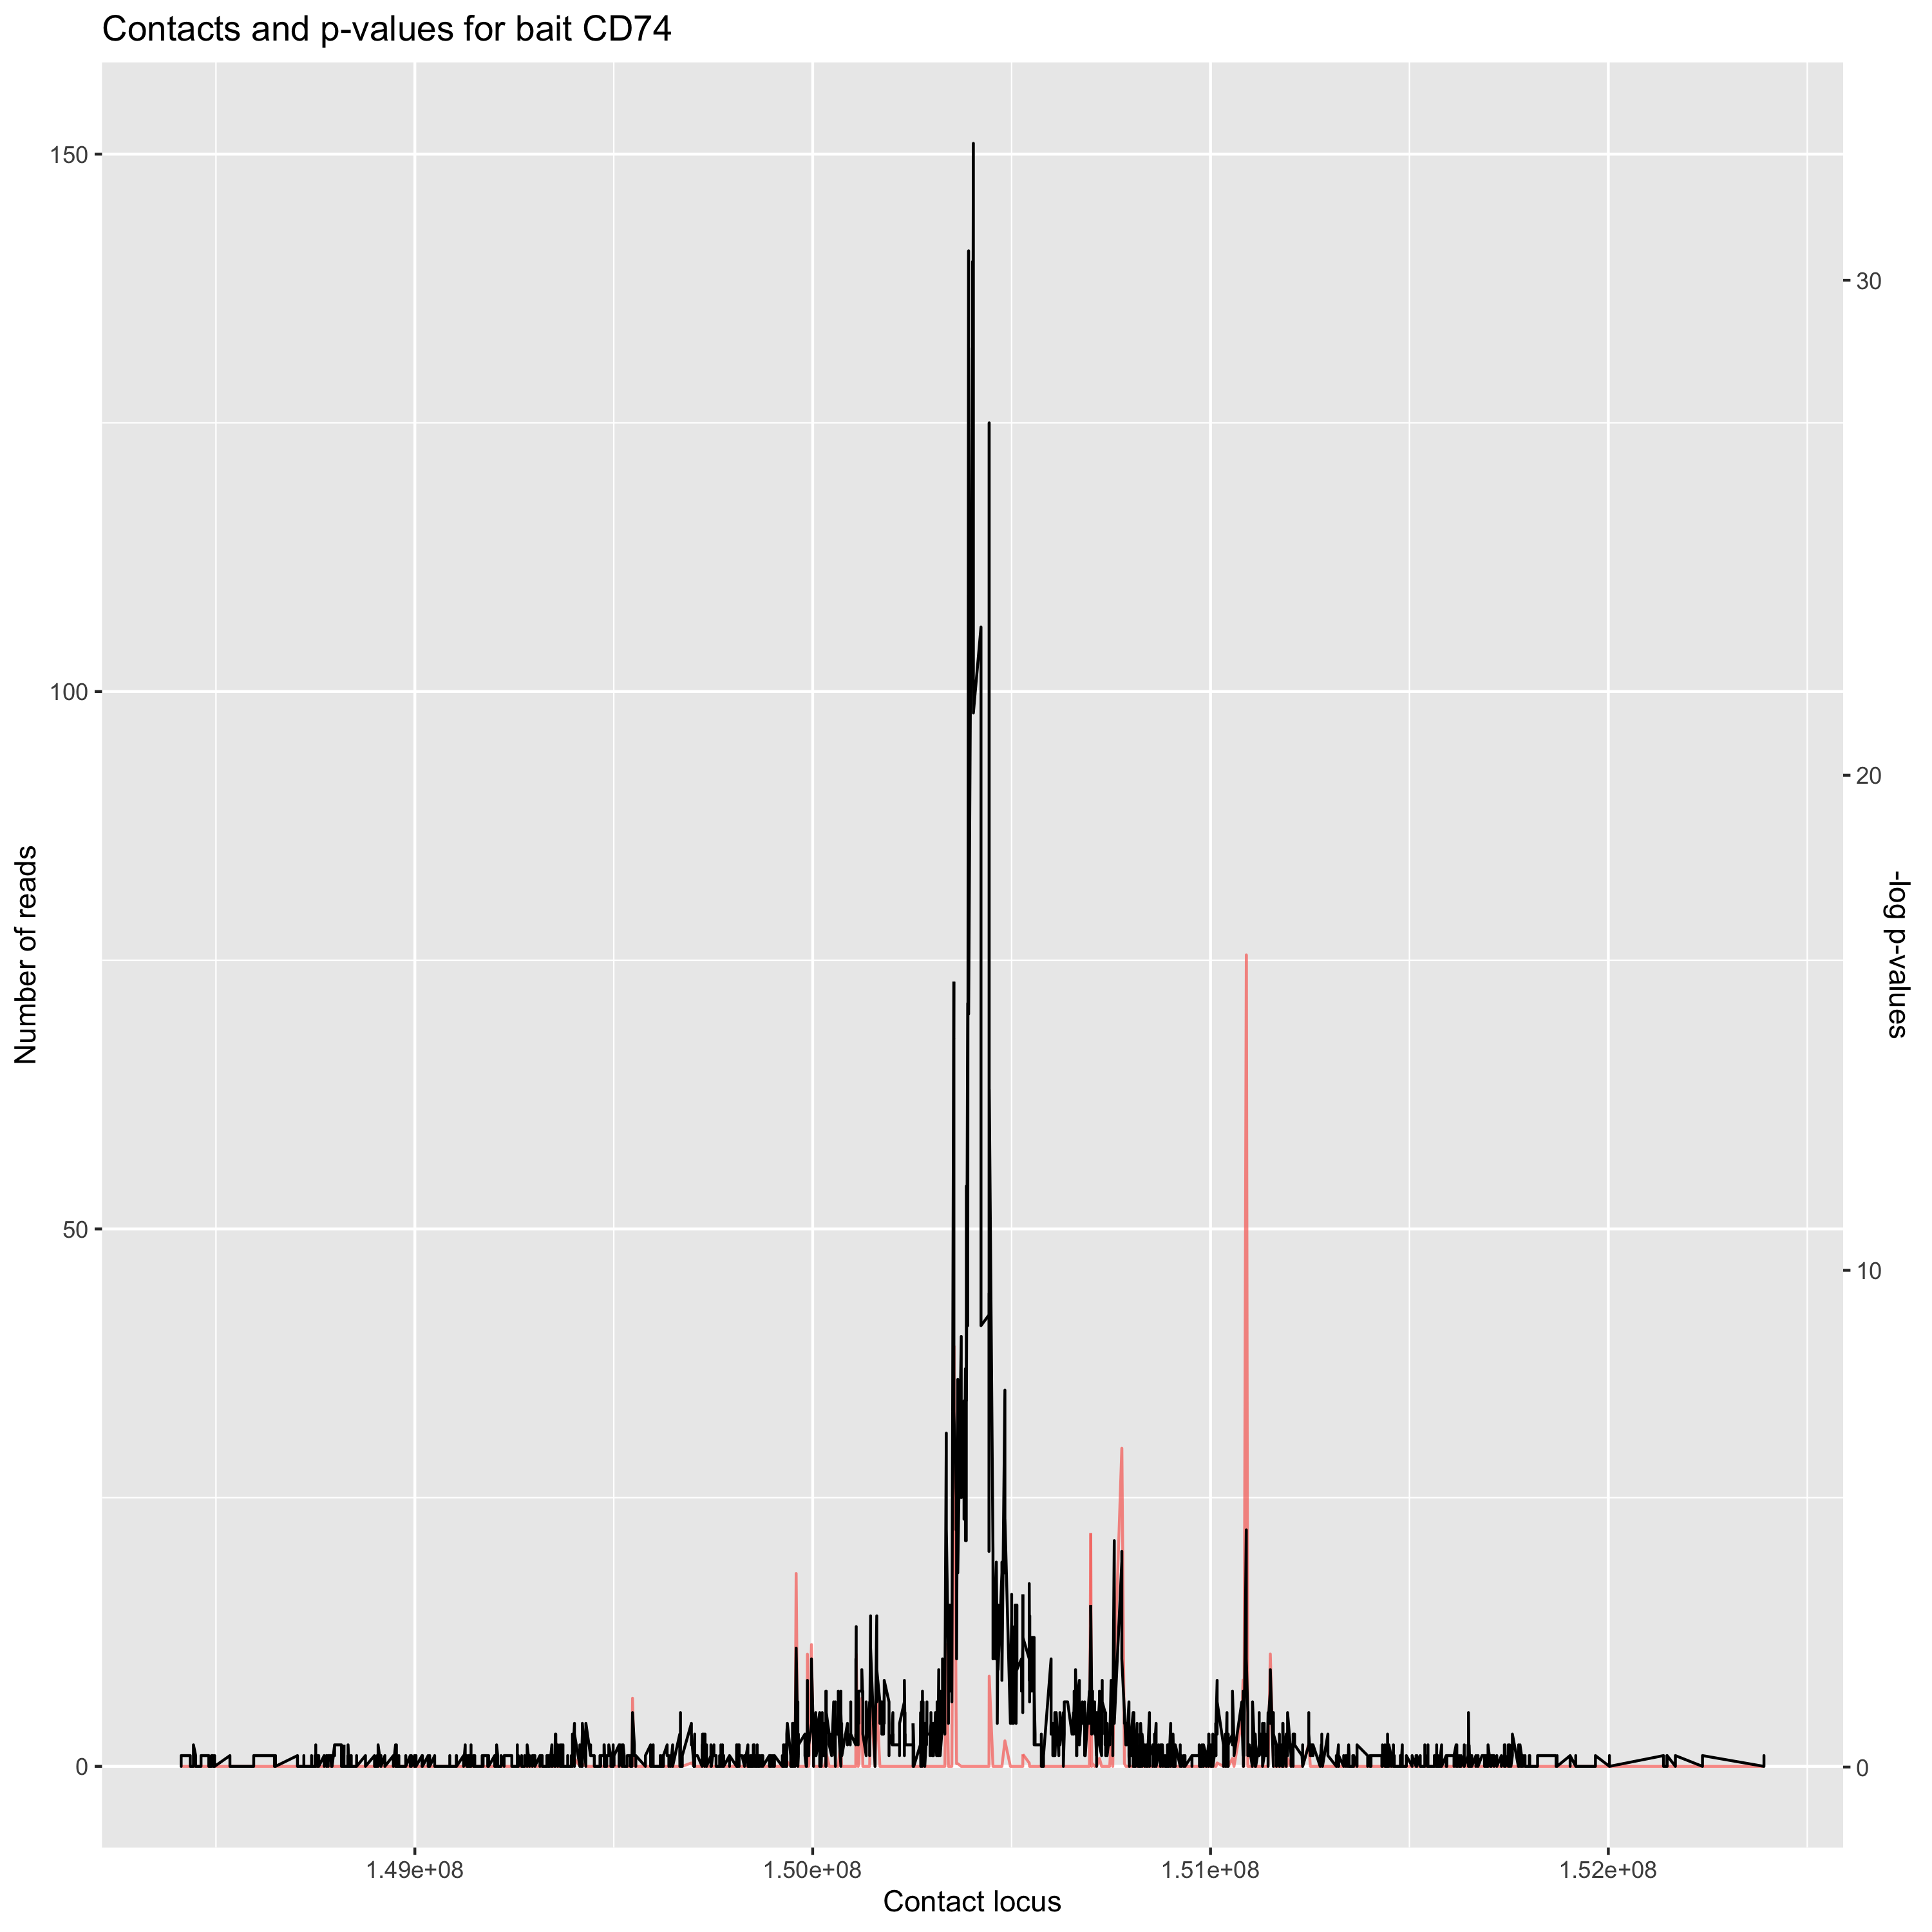 Contacts and p-values for bait CD74
150
100
50
0
Number of reads
30
20
10
0
-log p-values
1.49e+08
1.50e+08
1.51e+08
1.52e+08
Contact locus